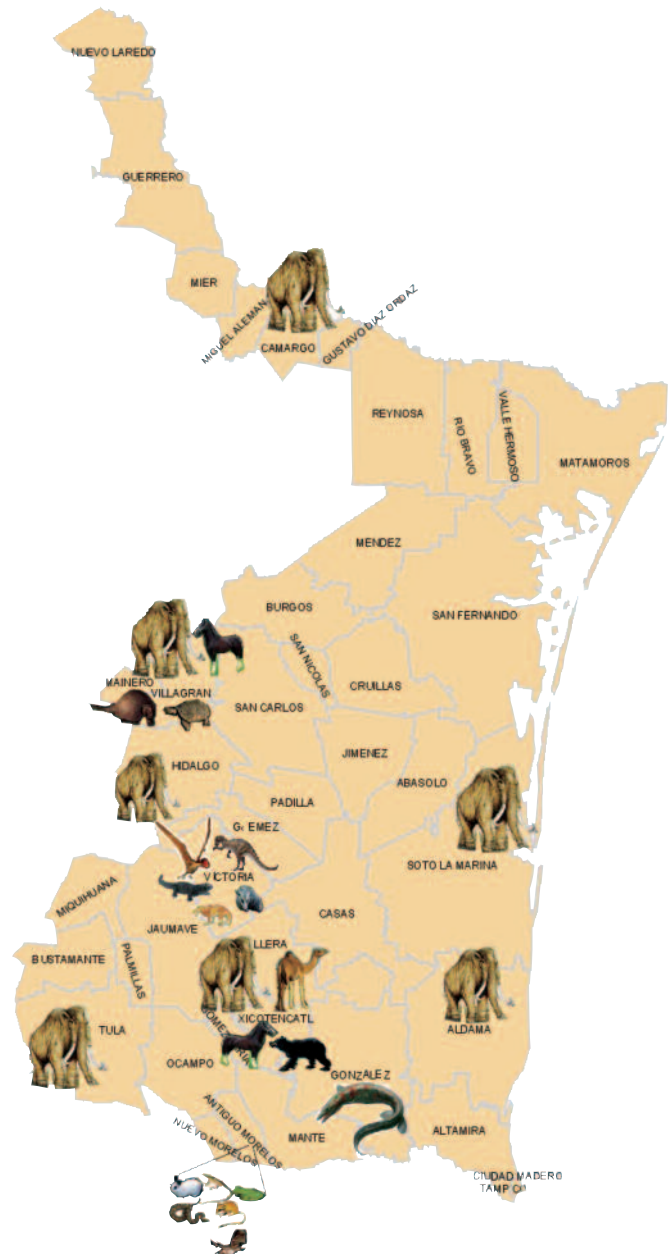 NUEVO LAREDO
GUERRERO
MIER
MIGUEL ALEMAN
CAMARGO
GUSTAVO DIAZ ORDAZ
REYNOSA
RIO BRAVO
VALLE HERMOSO
MATAMOROS
MENDEZ
BURGOS
SAN NICOLAS
SAN FERNANDO
MAINERO
VILLAGRAN
SAN CARLOS
CRUILLAS
HIDALGO
JIMENEZ
ABASOLO
PADILLA
EMEZ
VICTORIA
SOTO LA MARINA
MIQUIHUANA
JAUMAVE
CASAS
BUSTAMANTE
PALMILLAS
LLERA
XICOTENCATL
ALDAMA
TULA
OCAMPO
GONZALEZ
ANTIGUO MORELOS
NUEVO MORELOS
MANTE
ALTAMIRA
CIUDAD MADERO